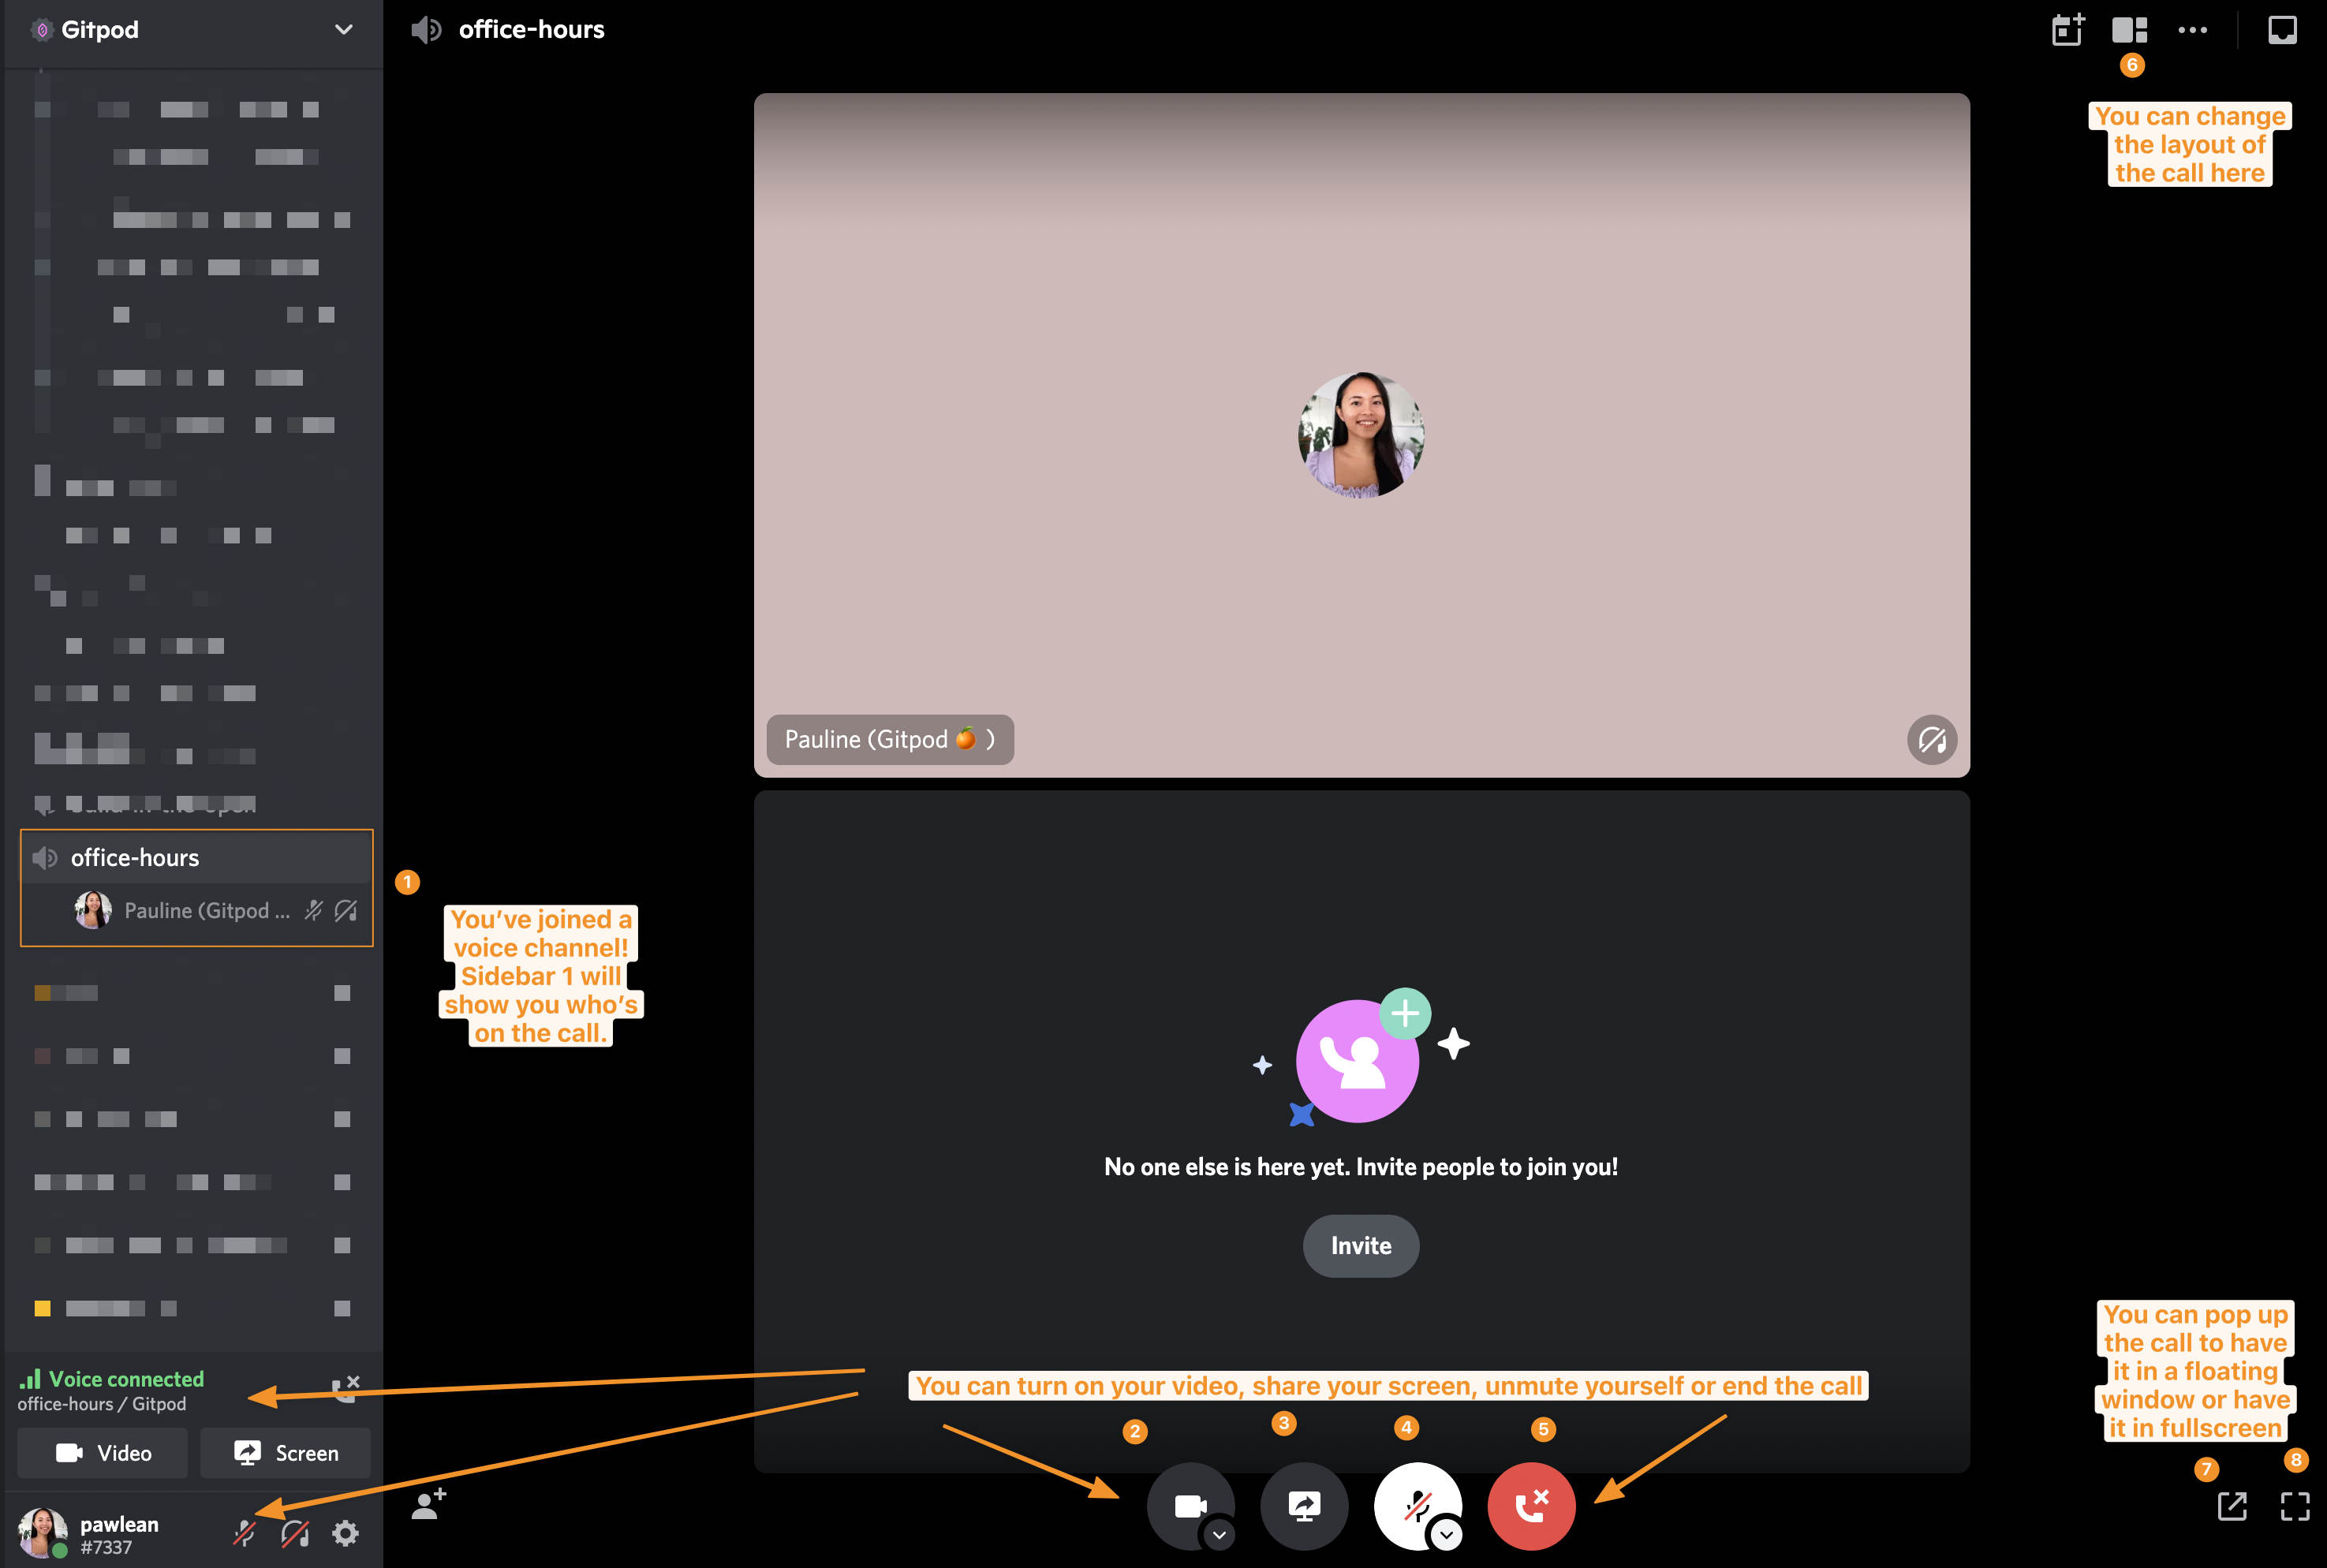 Gitpod
office-hours
6
You can change
the layout of
the call here
Pauline (Gitpod 🍊 )
office-hours
Pauline (Gitpod ...
1
You've joined a
voice channel!
Sidebar 1 will
show you who's
on the call.
No one else is here yet. Invite people to join you!
Invite
You can turn on your video, share your screen, unmute yourself or end the call
2
3
4
5
You can pop up
the call to have
it in a floating
window or have
it in fullscreen
7
8
Voice connected
office-hours / Gitpod
Video
Screen
pawlean
#7337